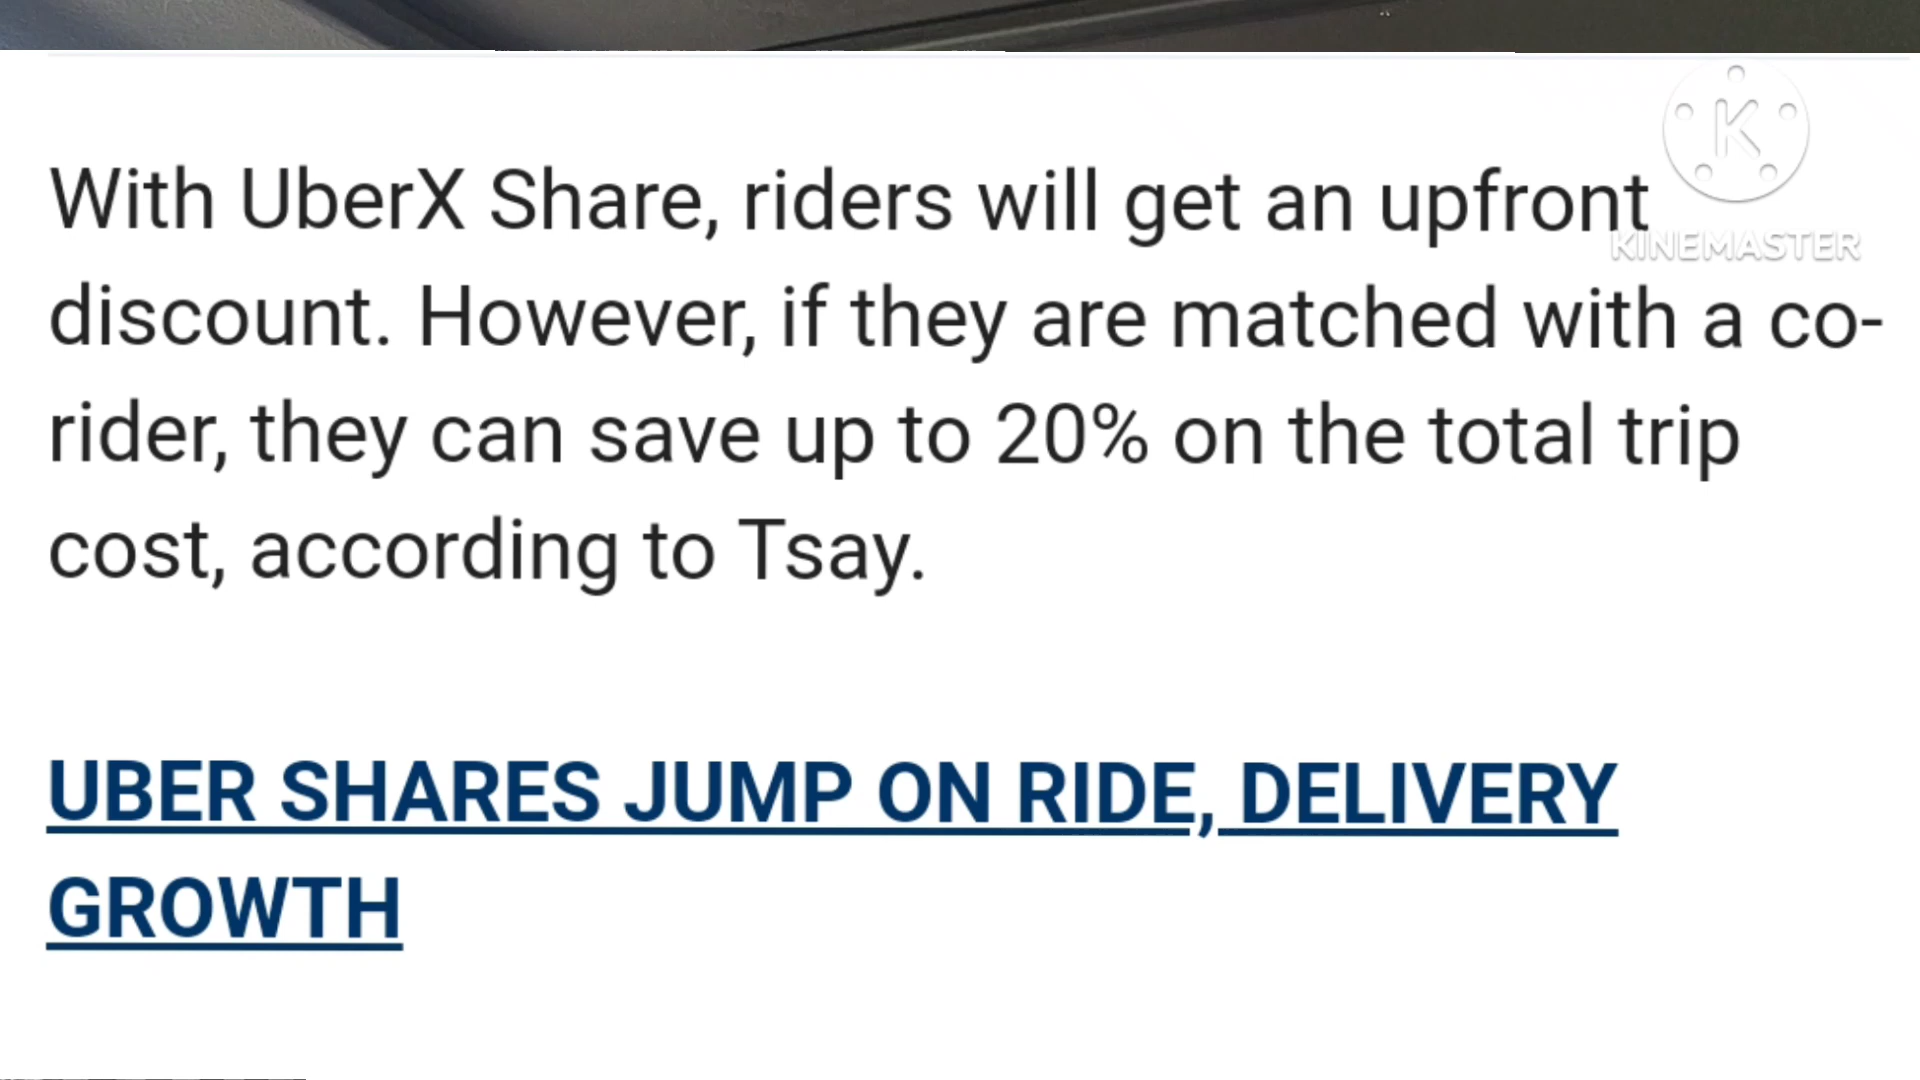 With UberX Share, riders will get an upfront
discount. However, if they are matched with a co-
rider, they can save up to 20% on the total trip
cost, according to Tsay.
UBER SHARES JUMP ON RIDE, DELIVERY
GROWTH
K
KINEMASTER